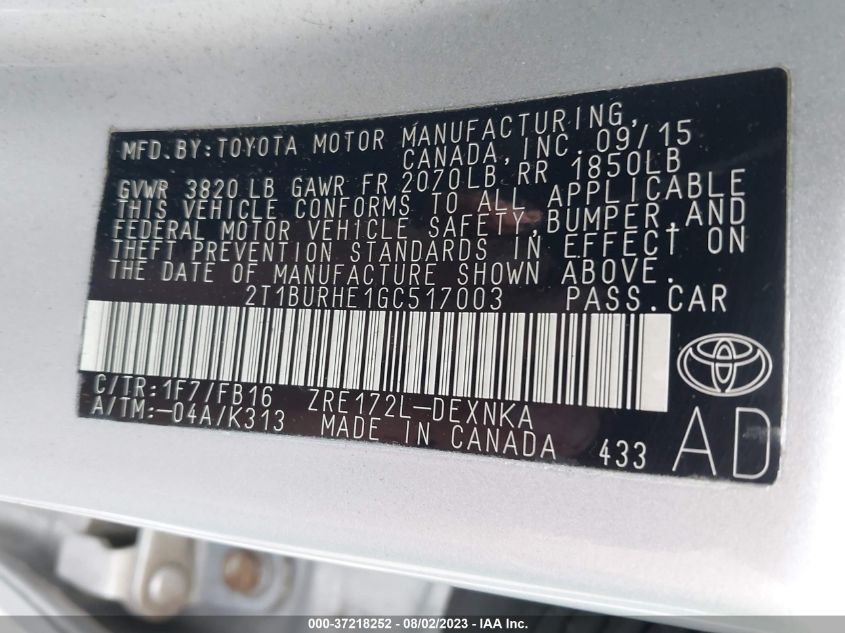 MFD.BY:TOYOTA MOTOR MANUFACTURING,
CANADA, INC. 09/15
GVWR 3820 LB GAWR FR 2070LB RR 1850LB
THIS VEHICLE CONFORMS TO ALL APPLICABLE
FEDERAL MOTOR VEHICLE SAFETY, BUMPER, AND
THEFT PREVENTION STANDARDS IN EFFECT ON
THE DATE OF MANUFACTURE SHOWN ABOVE.
2T1BURHE1GC517003 PASS.CAR
C/TR:1F7/FB16 ZRE172L-DEXNKA
A/TM:-04A/K313 MADE IN CANADA 433
AD
000-37218252 - 08/02/2023 - IAA Inc.